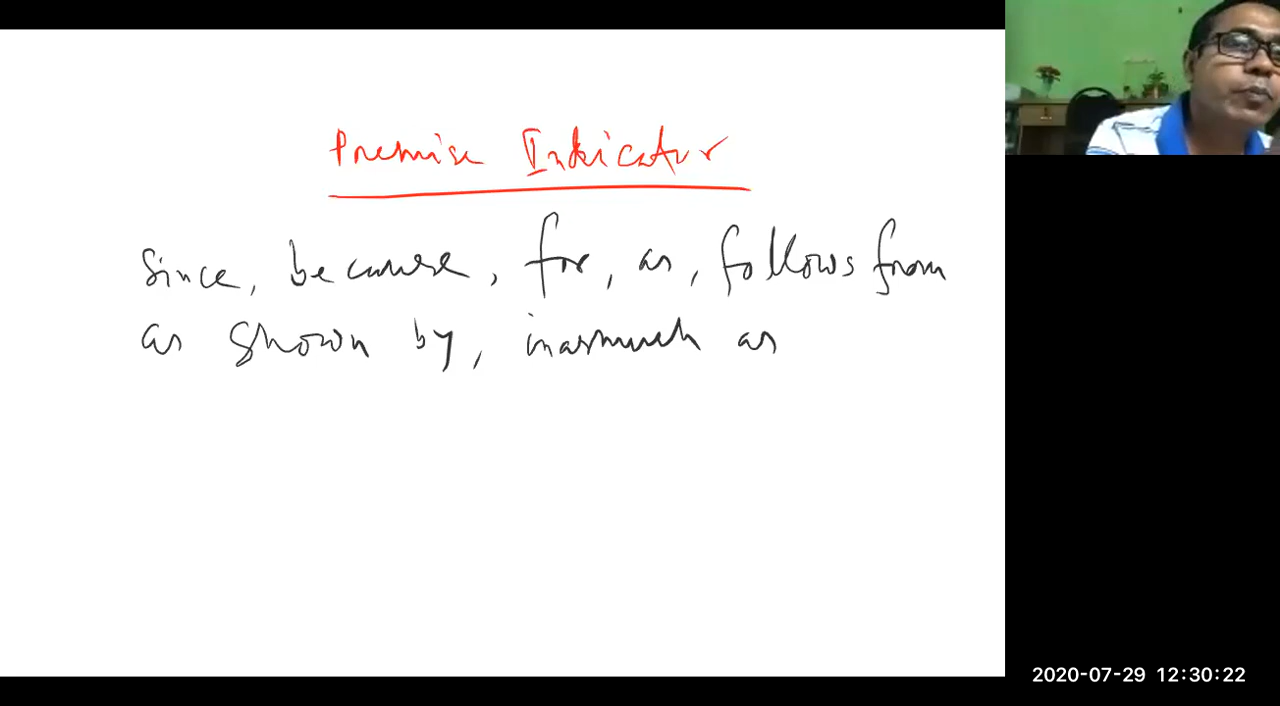 Premise Indicator
Since, because, for, as, follows from
as shown by, inasmuch as
2020-07-29 12:30:22